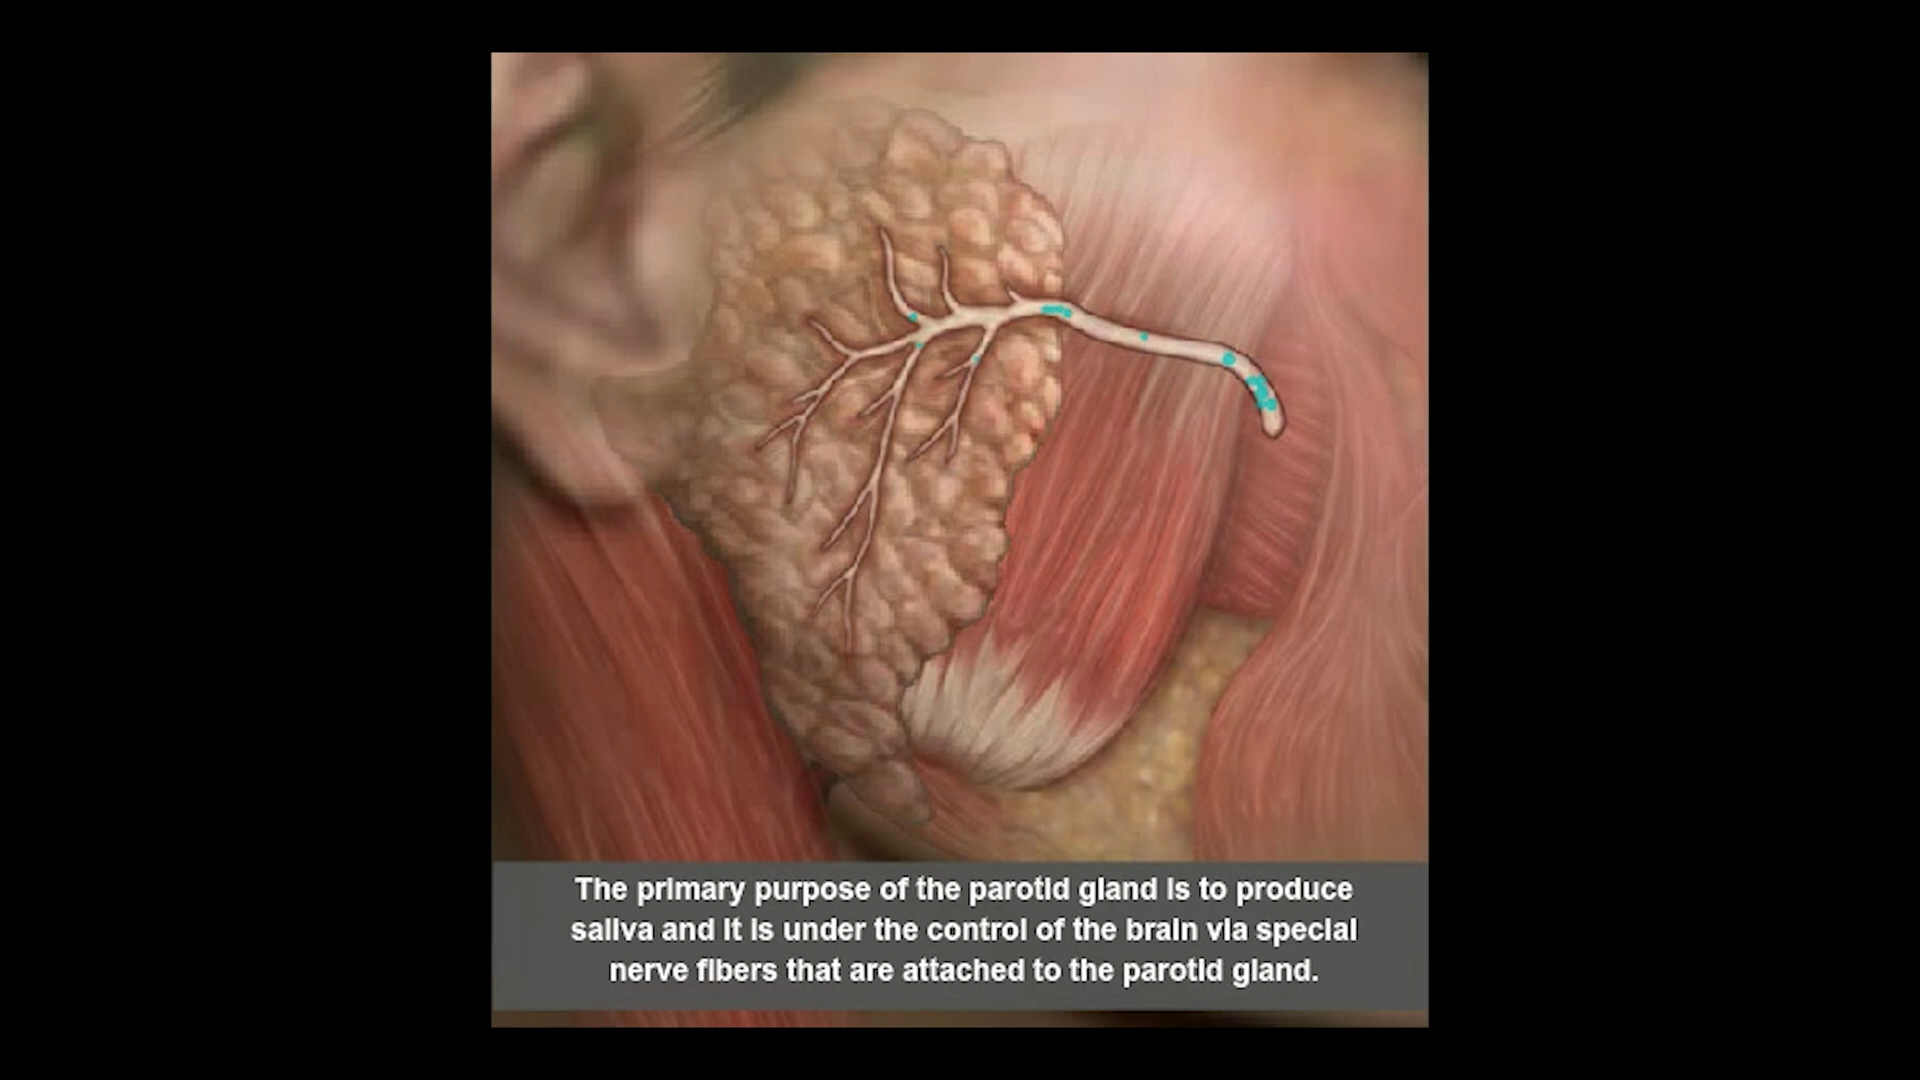 The primary purpose of the parotid gland is to produce
saliva and it is under the control of the brain via special
nerve fibers that are attached to the parotid gland.